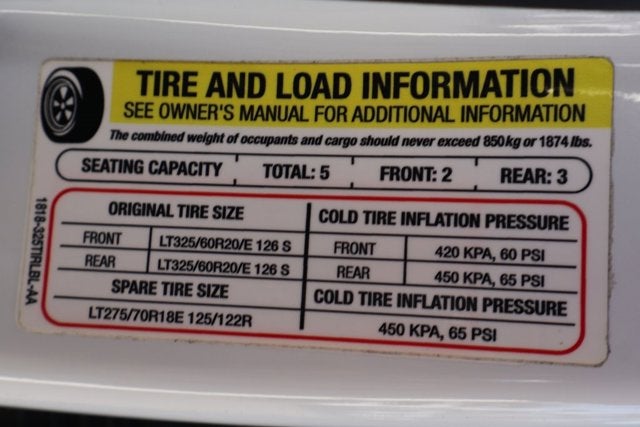 TIRE AND LOAD INFORMATION
SEE OWNER'S MANUAL FOR ADDITIONAL INFORMATION
The combined weight of occupants and cargo should never exceed 850kg or 1874 lbs.
SEATING CAPACITY TOTAL: 5 FRONT: 2 REAR: 3
ORIGINAL TIRE SIZE
FRONT LT325/60R20/E 126 S
REAR LT325/60R20/E 126 S
SPARE TIRE SIZE
LT275/70R18E 125/122R
COLD TIRE INFLATION PRESSURE
FRONT 420 KPA, 60 PSI
REAR 450 KPA, 65 PSI
COLD TIRE INFLATION PRESSURE
450 KPA, 65 PSI
1818-325TIRLBL-AA